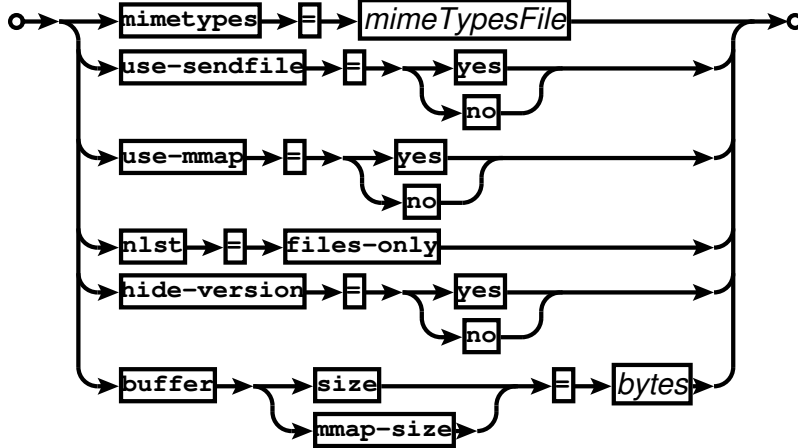 mimetypes = mimeTypesFile
use-sendfile = yes
no
use-mmap = yes
no
nlst = files-only
hide-version = yes
no
buffer size = bytes
mmap-size